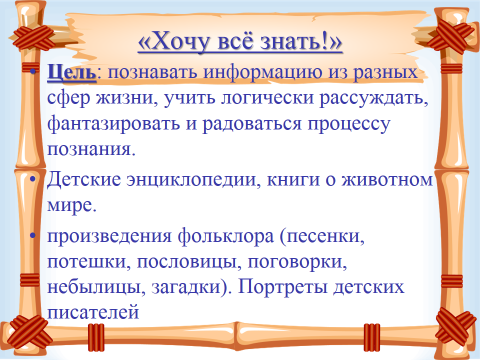 «Хочу всё знать!»
• Цель: познавать информацию из разных
сфер жизни, учить логически рассуждать,
фантазировать и радоваться процессу
познания.
• Детские энциклопедии, книги о животном
мире.
• произведения фольклора (песенки,
потешки, пословицы, поговорки,
небылицы, загадки). Портреты детских
писателей